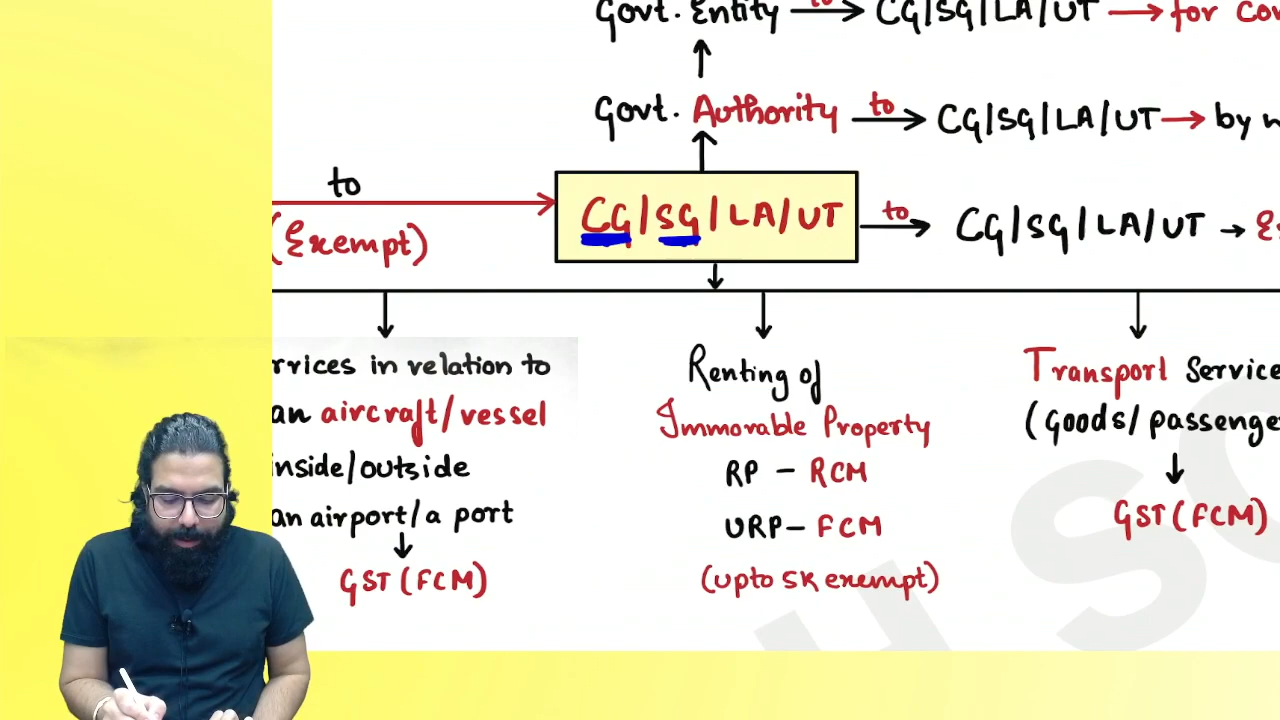 Govt. Entity to CG|SG|LA/UT for
Govt. Authority to CG|SG|LA/UT by
to
(Exempt)
CG|SG|LA/UT
to CG|SG|LA/UT
rvices in relation to
an aircraft/vessel
inside/outside
an airport/a port
GST (FCM)
Renting of
Immovable Property
RP - RCM
URP- FCM
(upto 5K exempt)
Transport Service
(Goods/passenge
GST (FCM)